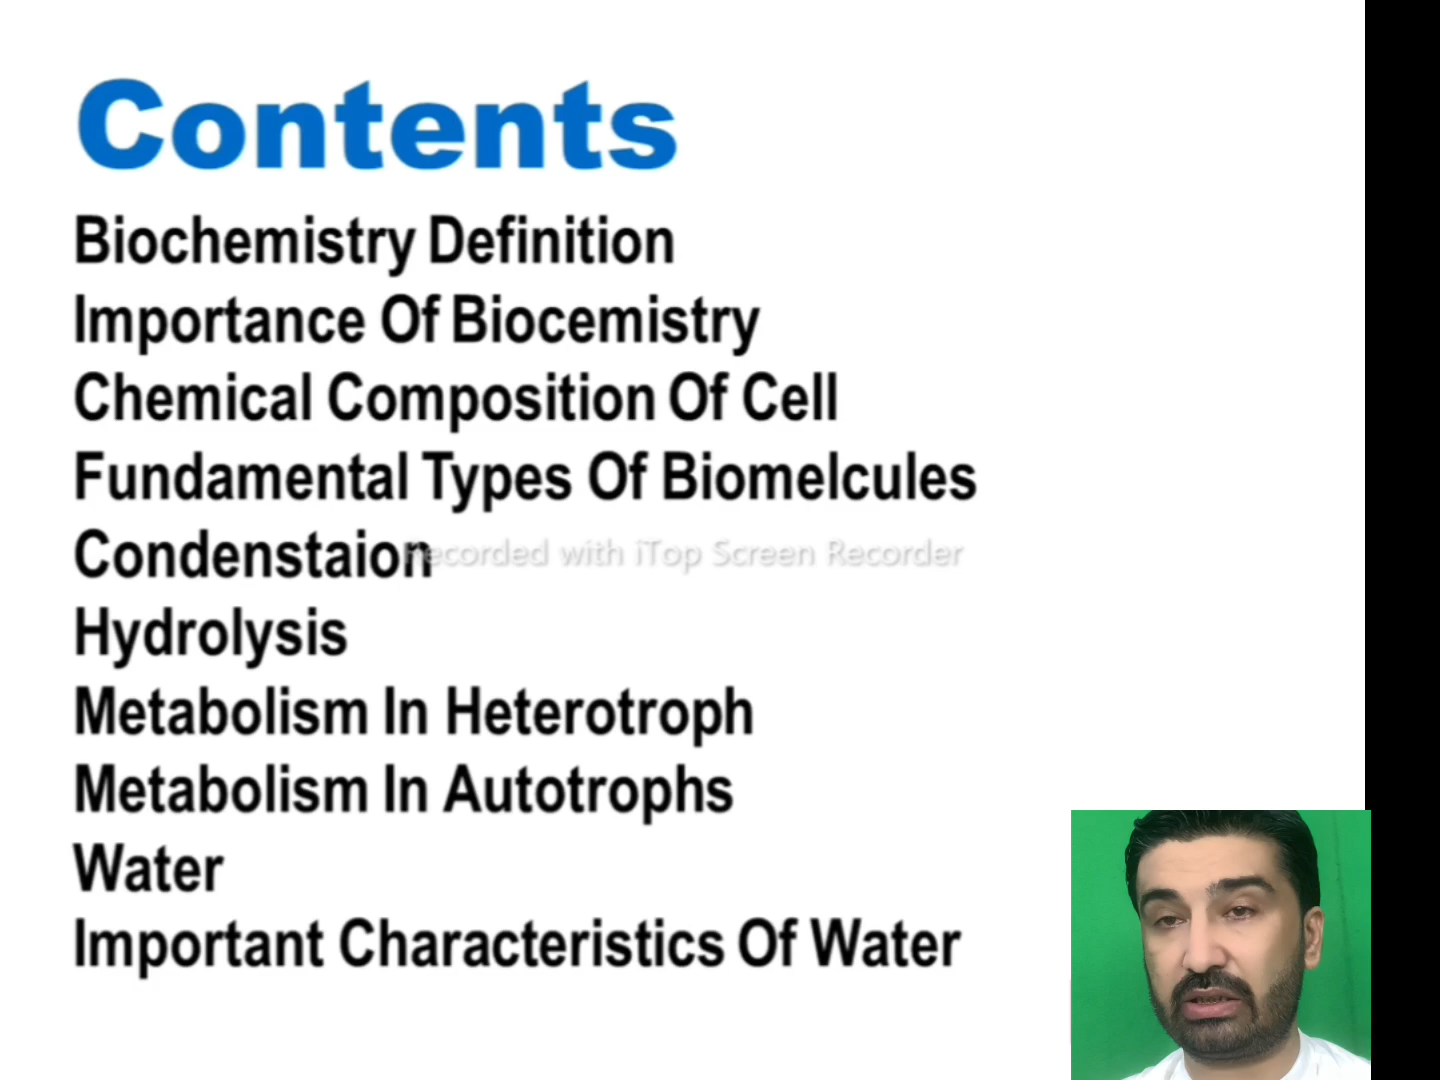 Contents
Biochemistry Definition
Importance Of Biocemistry
Chemical Composition Of Cell
Fundamental Types Of Biomelcules
Condenstaion
Recorded with iTop Screen Recorder
Hydrolysis
Metabolism In Heterotroph
Metabolism In Autotrophs
Water
Important Characteristics Of Water